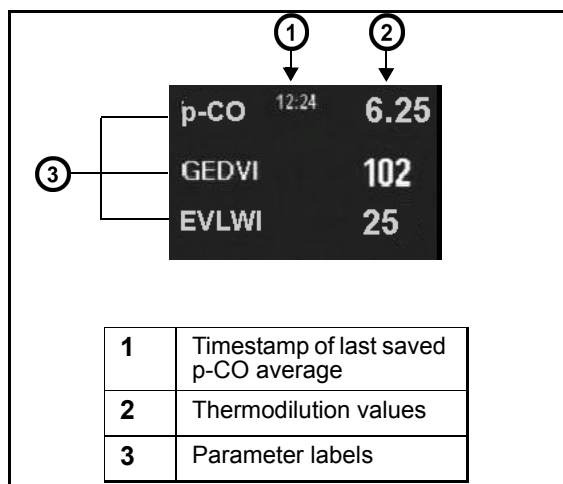 1 2
p-CO 12:24 6.25
3 GEDVI 102
EVLWI 25
1 Timestamp of last saved
p-CO average
2 Thermodilution values
3 Parameter labels